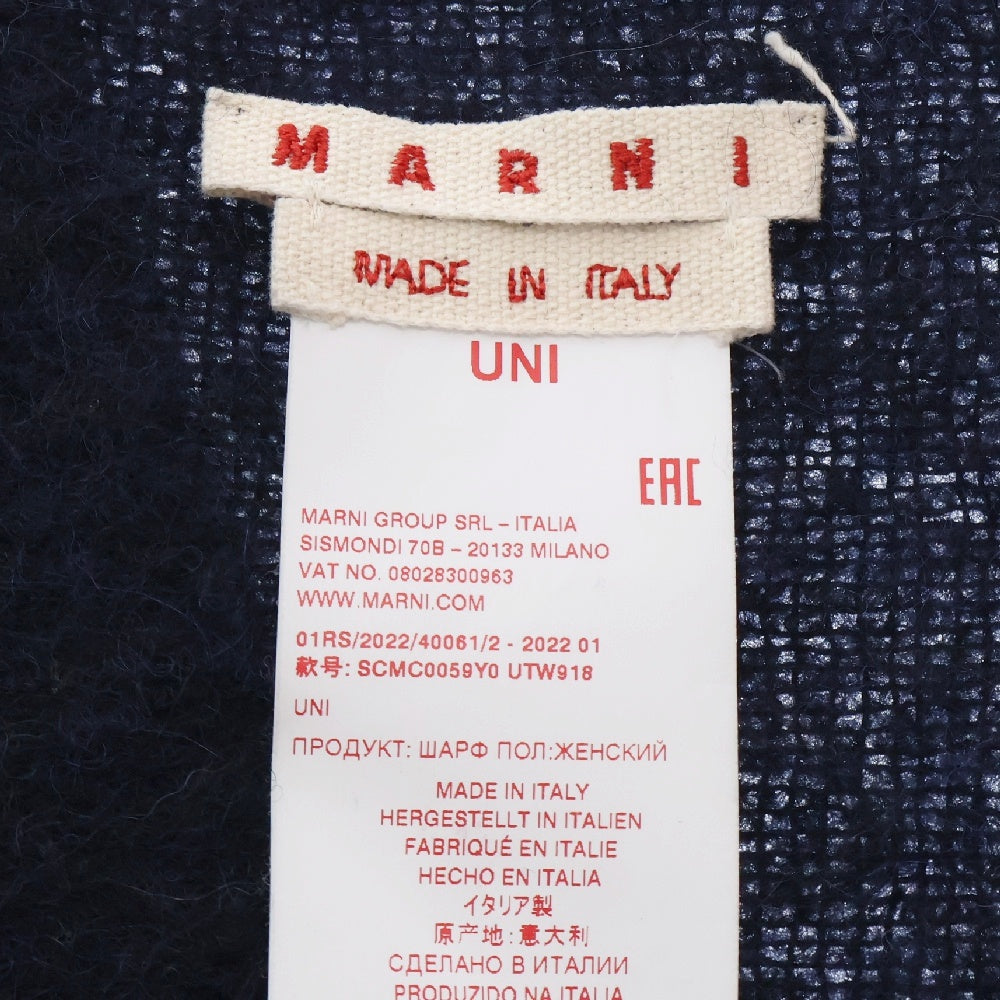 MARNI
MADE IN ITALY
UNI
EAC
MARNI GROUP SRL – ITALIA
SISMONDI 70B – 20133 MILANO
VAT NO. 08028300963
WWW.MARNI.COM
01RS/2022/40061/2 - 2022 01
款号: SCMC0059Y0 UTW918
UNI
ПРОДУКТ: ШАРФ ПОЛ:ЖЕНСКИЙ
MADE IN ITALY
HERGESTELLT IN ITALIEN
FABRIQUÉ EN ITALIE
HECHO EN ITALIA
イタリア製
原产地:意大利
СДЕЛАНО В ИТАЛИИ
PRODUZIDO NA ITALIA